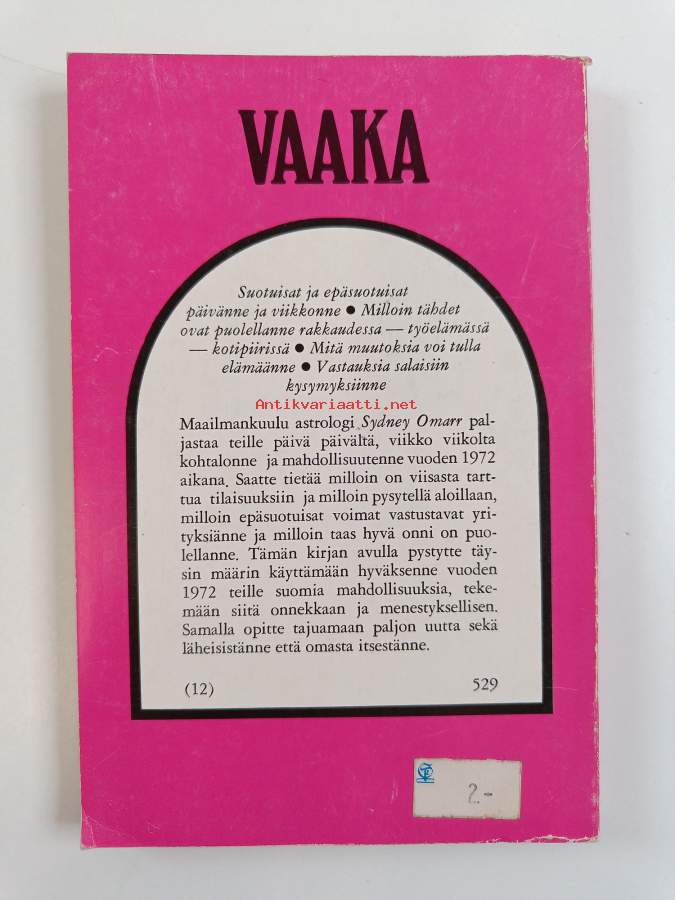 VAAKA
Suotuisat ja epäsuotuisat
päivänne ja viikkonne ● Milloin tähdet
ovat puolellanne rakkaudessa — työelämässä
— kotipiirissä ● Mitä muutoksia voi tulla
elämäänne ● Vastauksia salaisiin
kysymyksiinne
Antikvariaatti.net
Maailmankuulu astrologi Sydney Omarr pal-
jastaa teille päivä päivältä, viikko viikolta
kohtalonne ja mahdollisuutenne vuoden 1972
aikana. Saatte tietää milloin on viisasta tart-
tua tilaisuuksiin ja milloin pysytellä aloillaan,
milloin epäsuotuisat voimat vastustavat yri-
tyksiänne ja milloin taas hyvä onni on puo-
lellanne. Tämän kirjan avulla pystytte täy-
sin määrin käyttämään hyväksenne vuoden
1972 teille suomia mahdollisuuksia, teke-
mään siitä onnekkaan ja menestyksellisen.
Samalla opitte tajuamaan paljon uutta sekä
läheisistänne että omasta itsestänne.
(12) 529
2.-